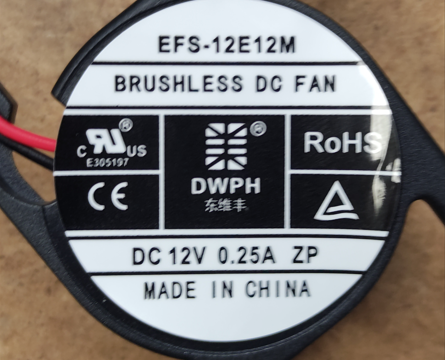 EFS-12E12M
BRUSHLESS DC FAN
c RU ® US
E305197
®
DWPH
东维丰
RoHS
CE
DC 12V 0.25A ZP
MADE IN CHINA